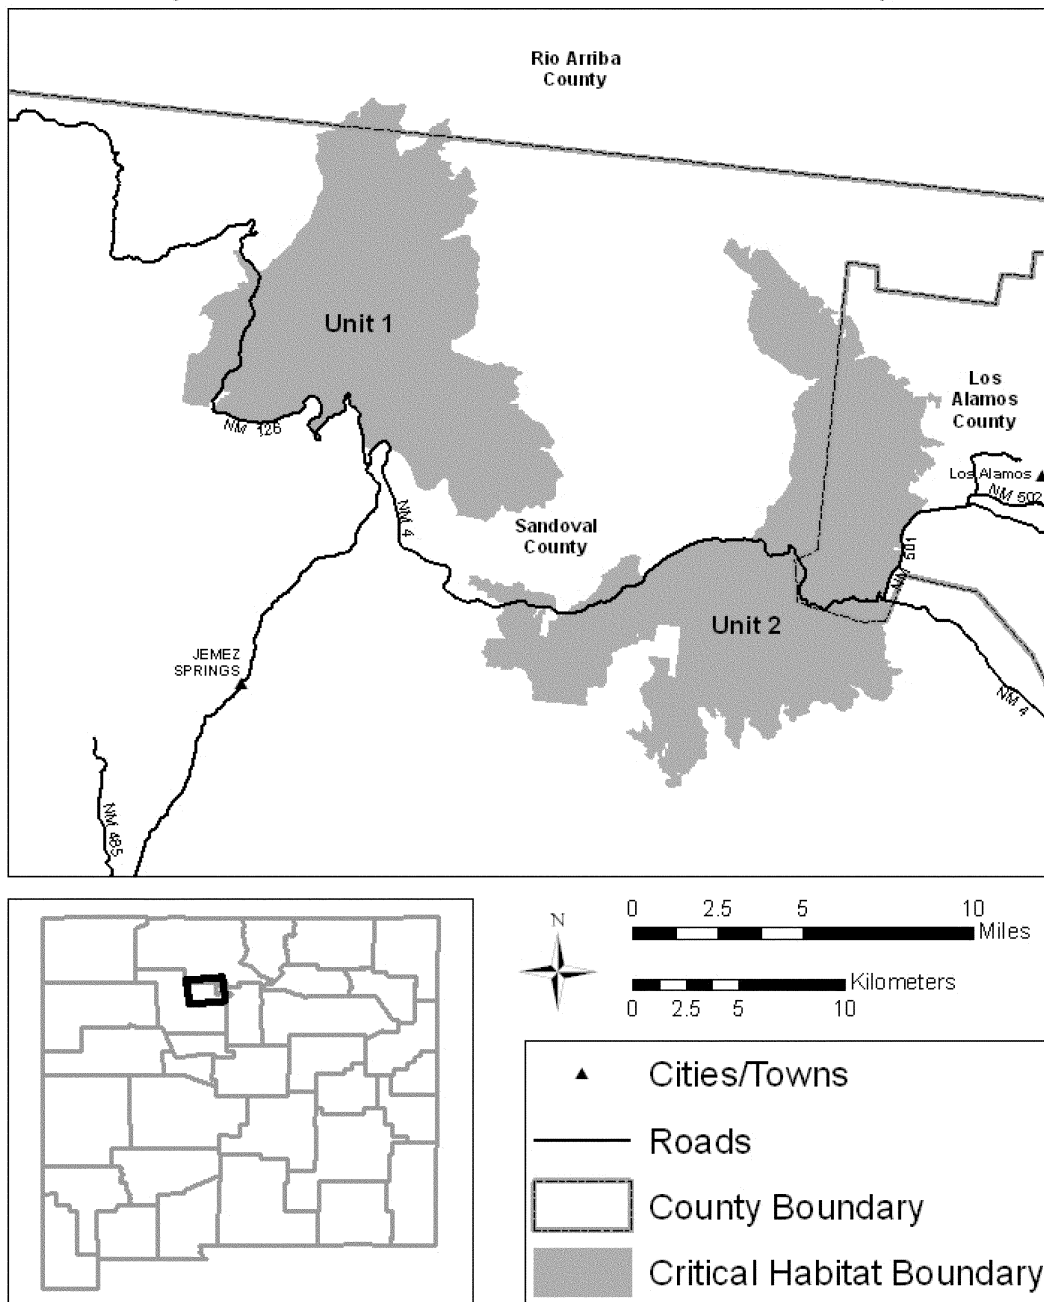 Rio Arriba
County
Unit 1
Los
Alamos
County
NM 126
Los Alamos
NM 502
NM 4
Sandoval
County
NM 501
Unit 2
JEMEZ
SPRINGS
NM 4
NM 485
N
0 2.5 5 10
Miles
Kilometers
0 2.5 5 10
Cities/Towns
Roads
County Boundary
Critical Habitat Boundary